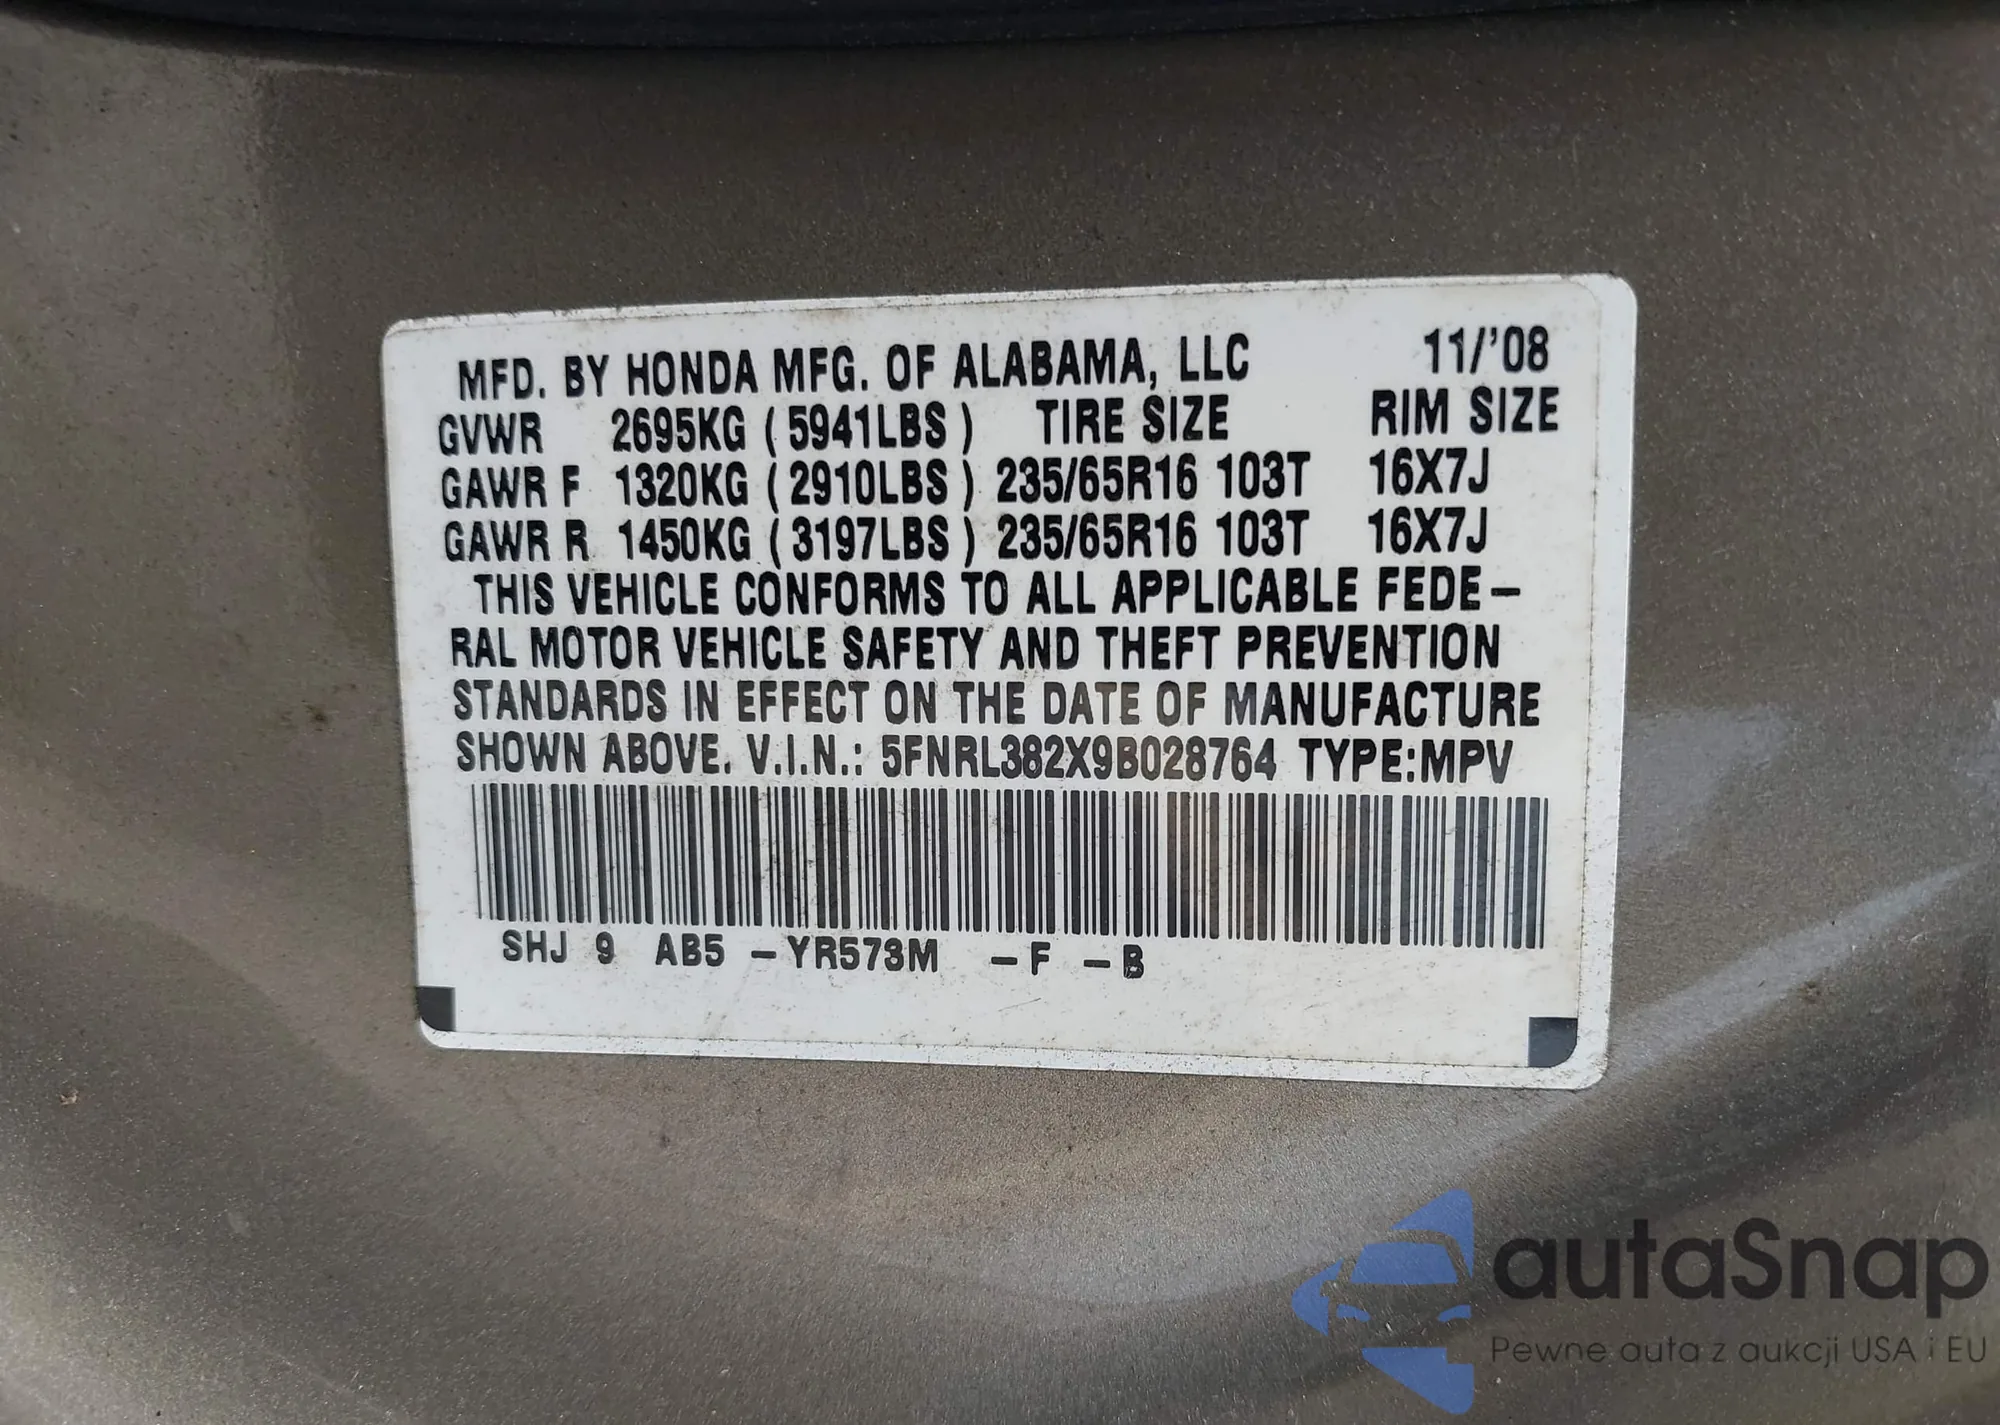 MFD. BY HONDA MFG. OF ALABAMA, LLC 11/'08
GVWR 2695KG ( 5941LBS ) TIRE SIZE RIM SIZE
GAWR F 1320KG ( 2910LBS ) 235/65R16 103T 16X7J
GAWR R 1450KG ( 3197LBS ) 235/65R16 103T 16X7J
THIS VEHICLE CONFORMS TO ALL APPLICABLE FEDE-
RAL MOTOR VEHICLE SAFETY AND THEFT PREVENTION
STANDARDS IN EFFECT ON THE DATE OF MANUFACTURE
SHOWN ABOVE. V.I.N.: 5FNRL382X9B028764 TYPE:MPV
SHJ 9 AB5 -YR573M -F -B
autaSnap
Pewne auta z aukcji USA i EU